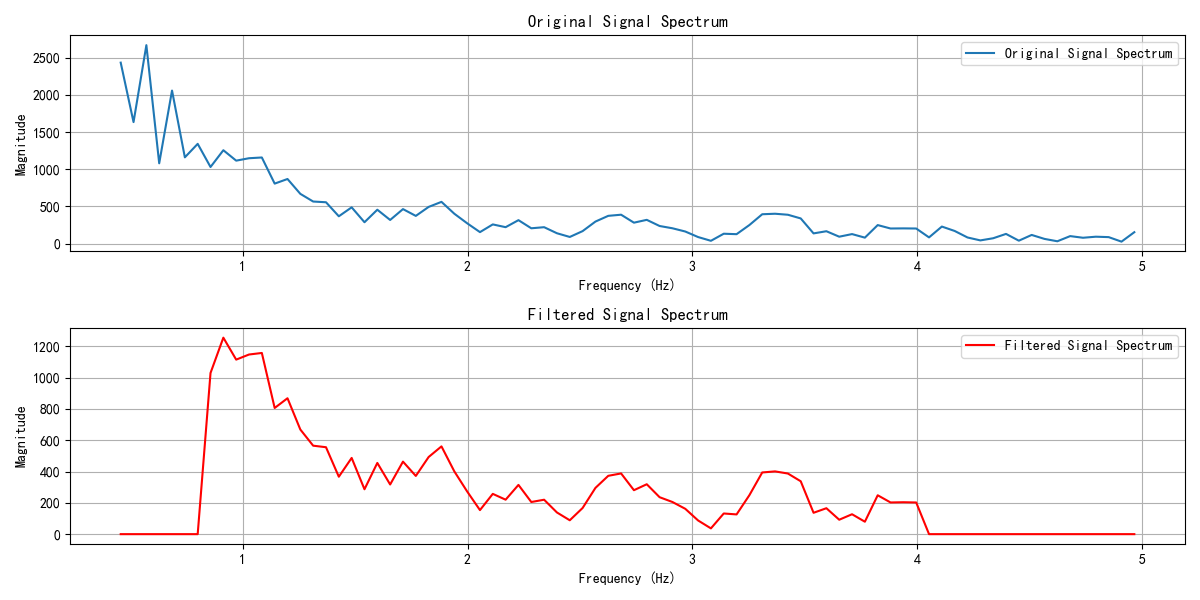 Original Signal Spectrum
Original Signal Spectrum
Magnitude
2500
2000
1500
1000
500
0
1
2
3
4
5
Frequency (Hz)
Filtered Signal Spectrum
Filtered Signal Spectrum
Magnitude
1200
1000
800
600
400
200
0
1
2
3
4
5
Frequency (Hz)